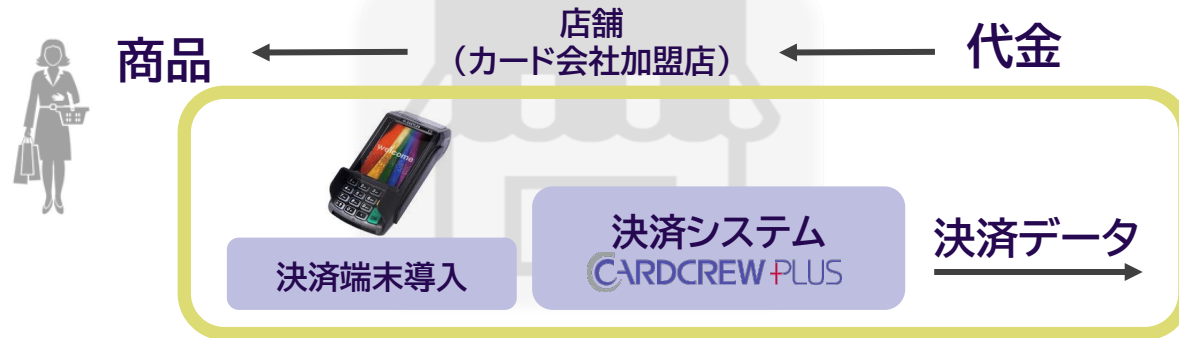 商品
店舗
（カード会社加盟店）
代金
welcome
決済端末導入
決済システム
CARDCREW PLUS
決済データ